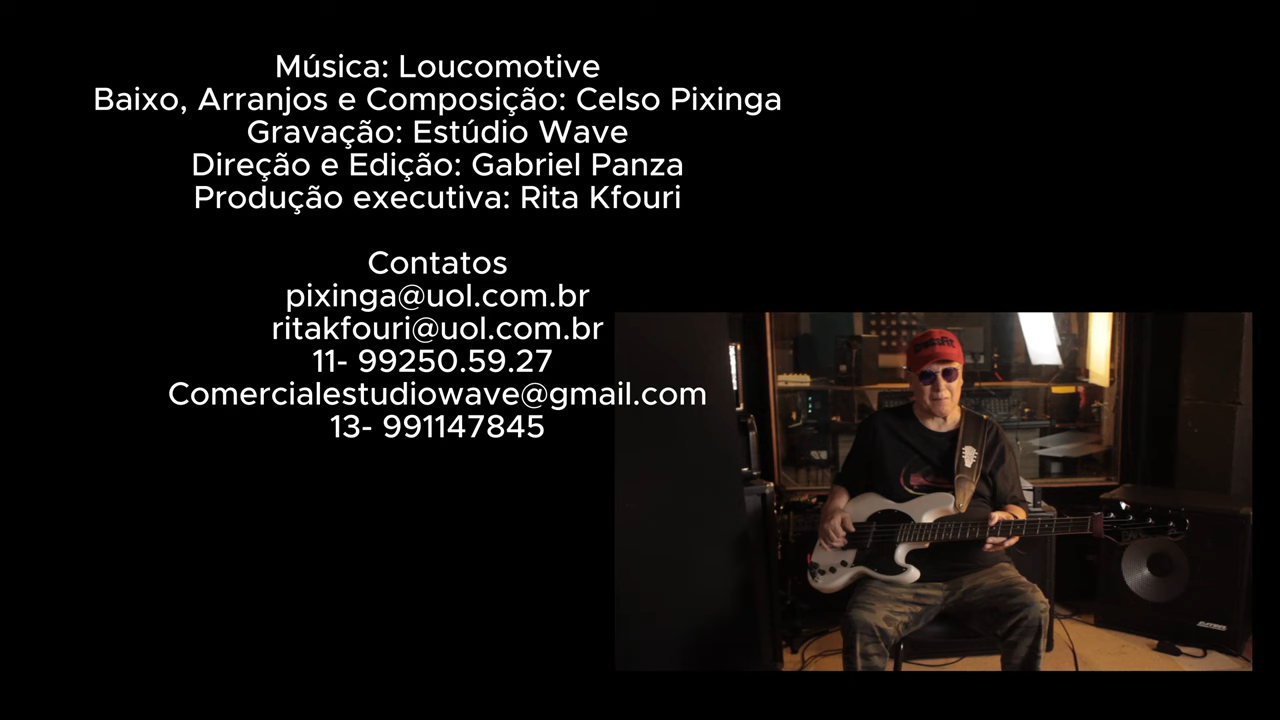 Música: Loucomotive
Baixo, Arranjos e Composição: Celso Pixinga
Gravação: Estúdio Wave
Direção e Edição: Gabriel Panza
Produção executiva: Rita Kfouri
Contatos
pixinga@uol.com.br
ritakfouri@uol.com.br
11- 99250.59.27
Comercialestudiowave@gmail.com
13- 991147845